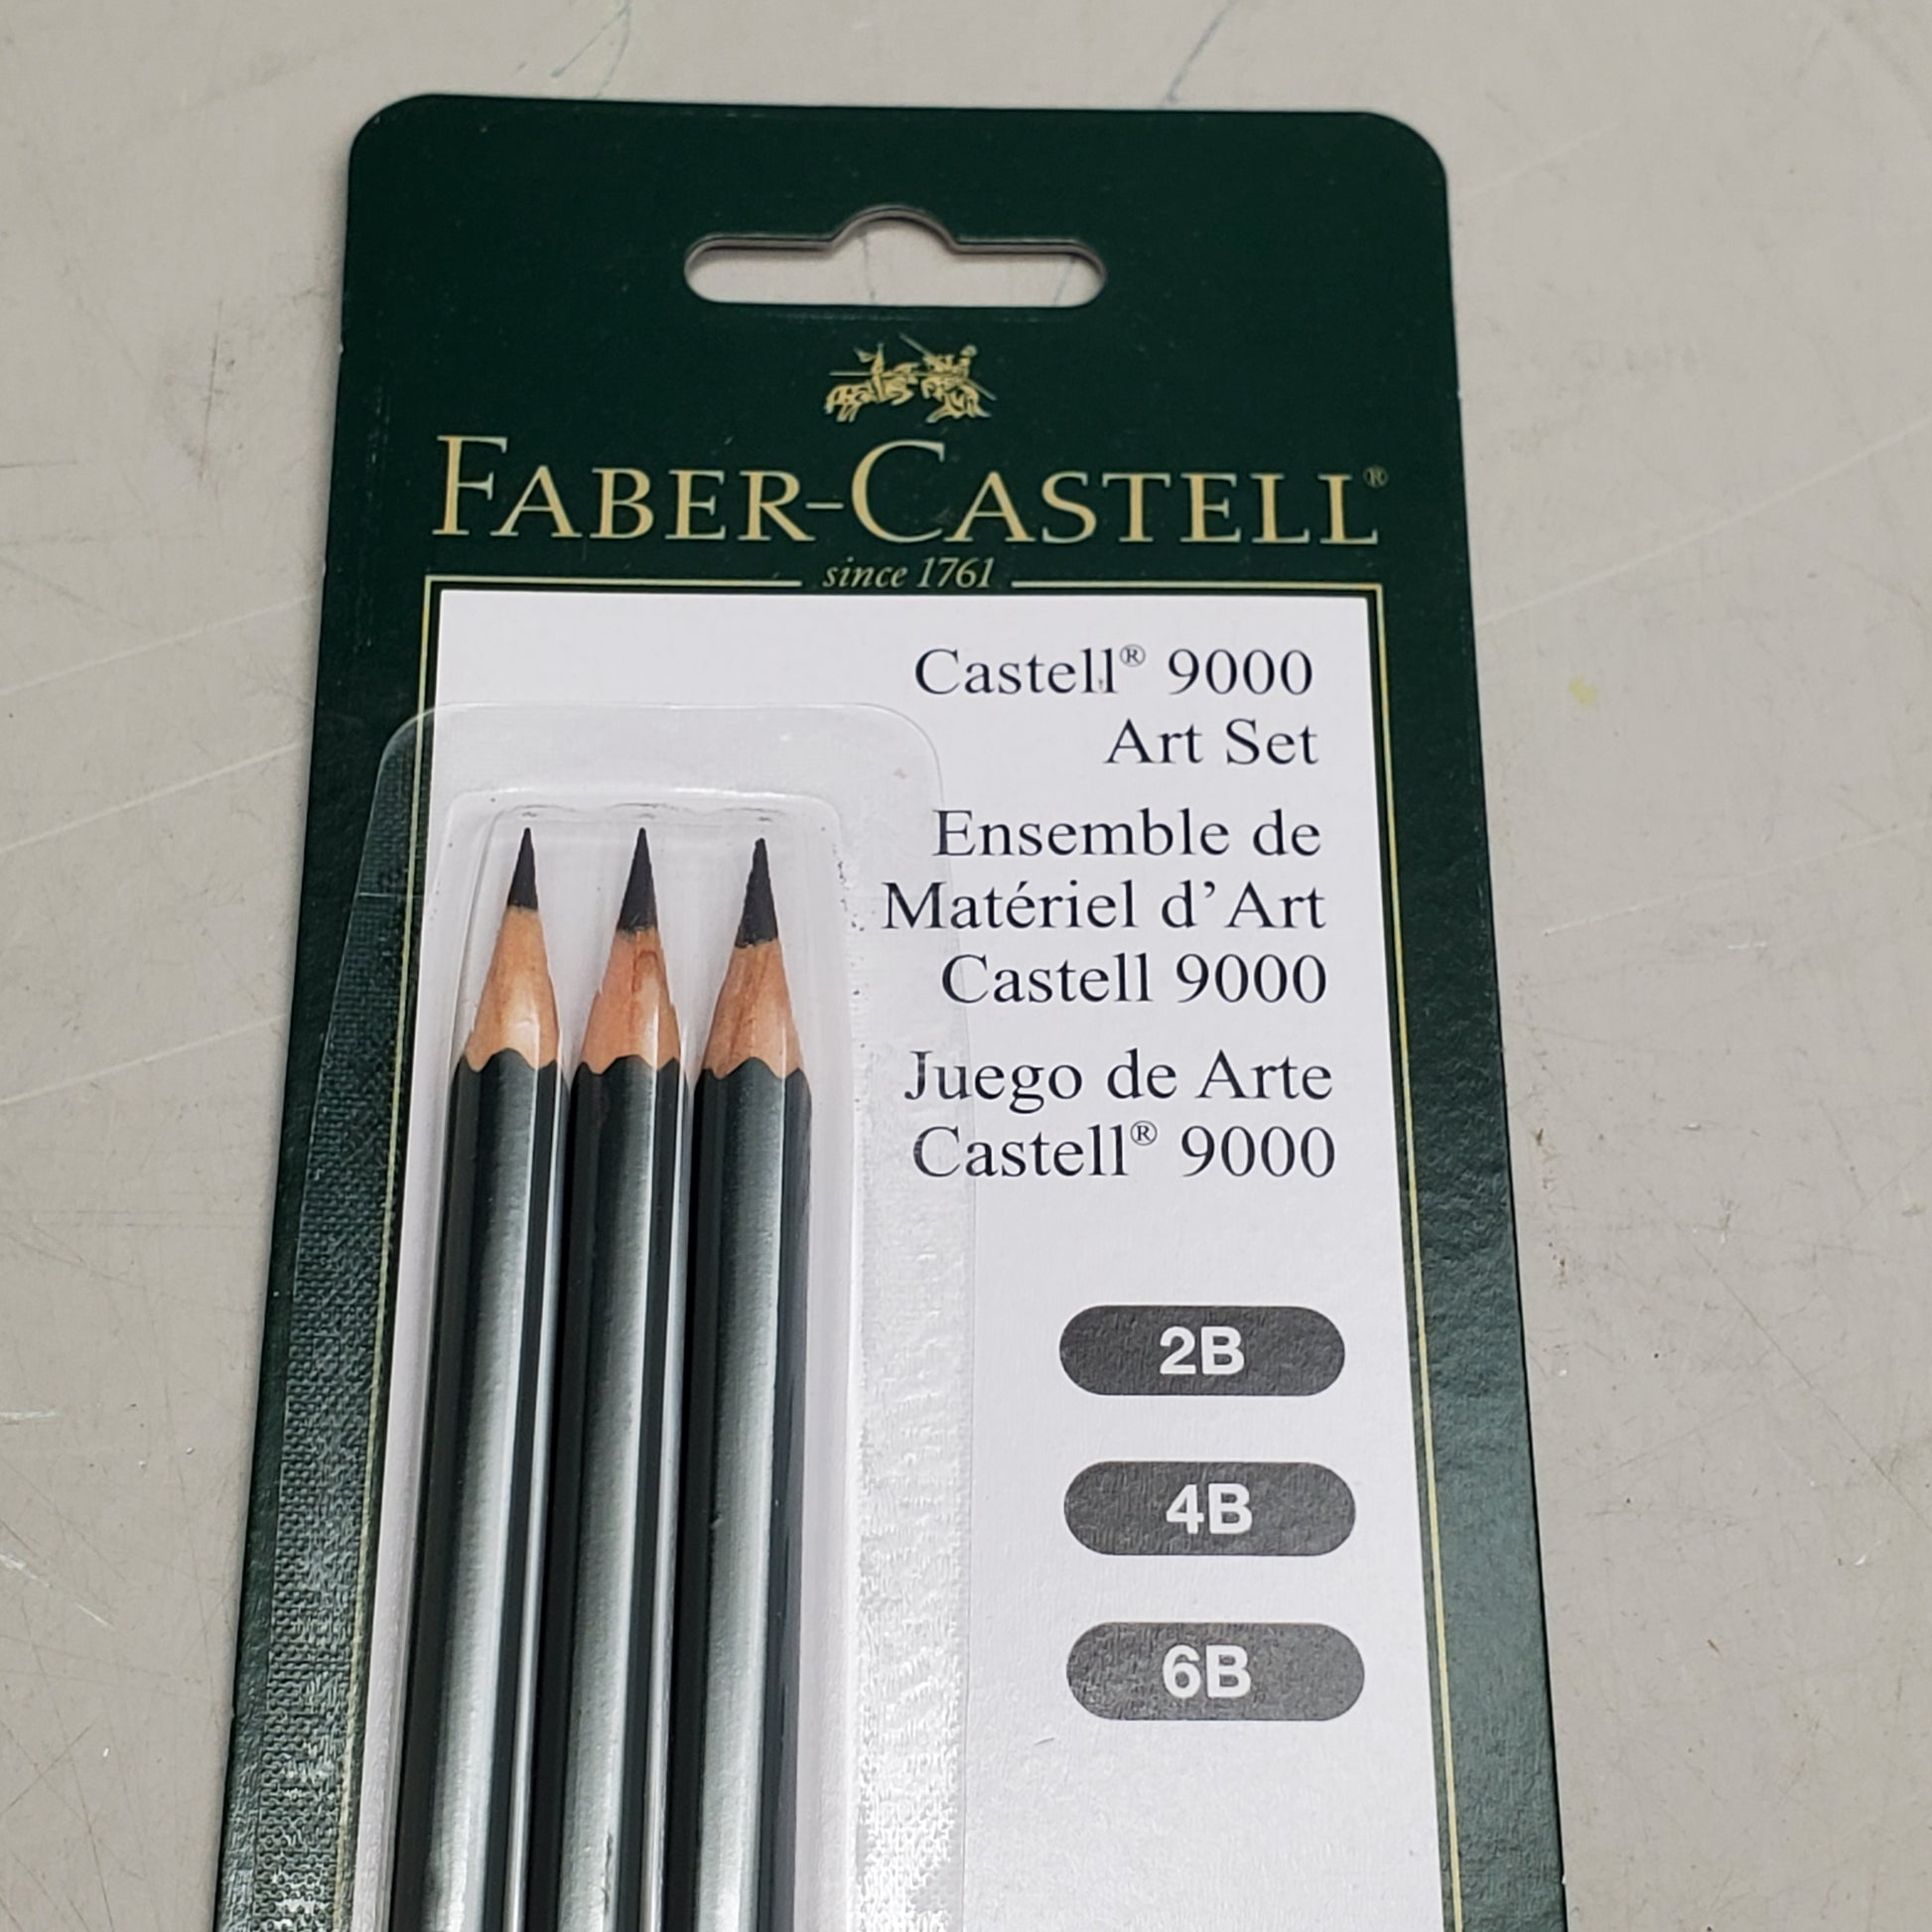 FABER-CASTELL®
since 1761
Castell® 9000
Art Set
Ensemble de
Matériel d'Art
Castell 9000
Juego de Arte
Castell® 9000
2B
4B
6B